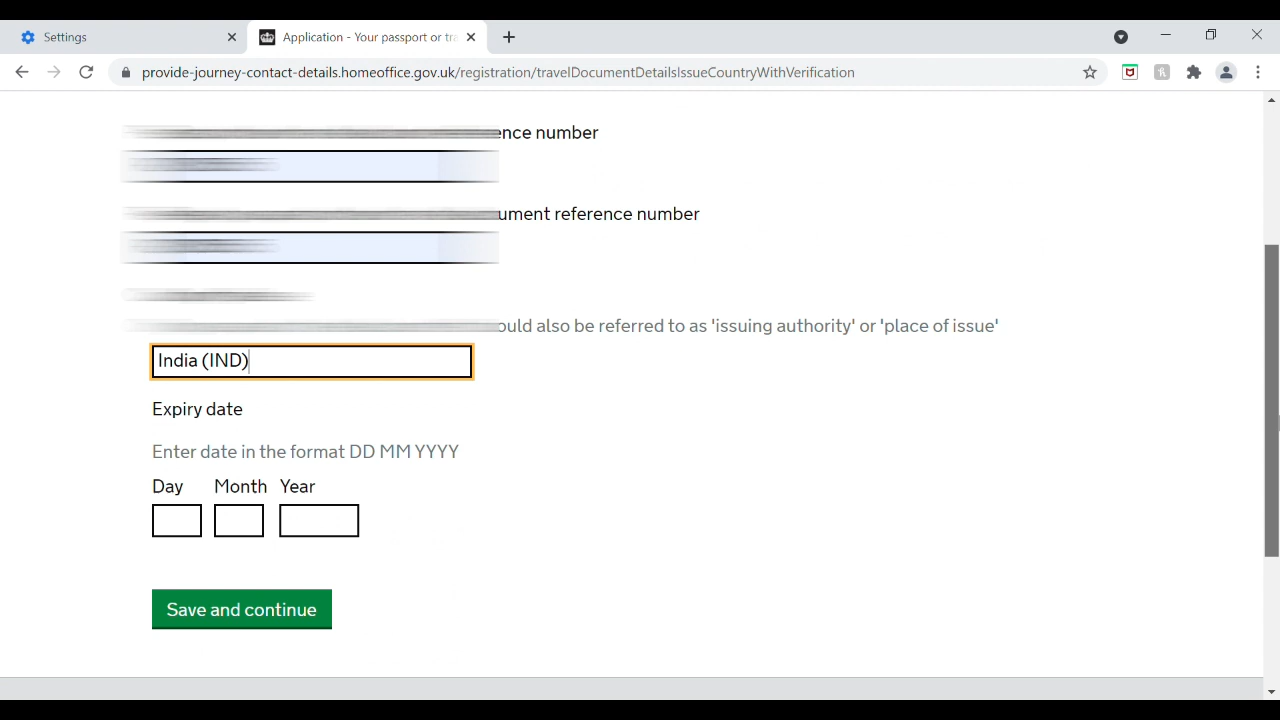 Settings
Application - Your passport or tra
provide-journey-contact-details.homeoffice.gov.uk/registration/travelDocumentDetailsIssueCountryWithVerification
ence number
ument reference number
ould also be referred to as 'issuing authority' or 'place of issue'
India (IND)
Expiry date
Enter date in the format DD MM YYYY
Day Month Year
Save and continue